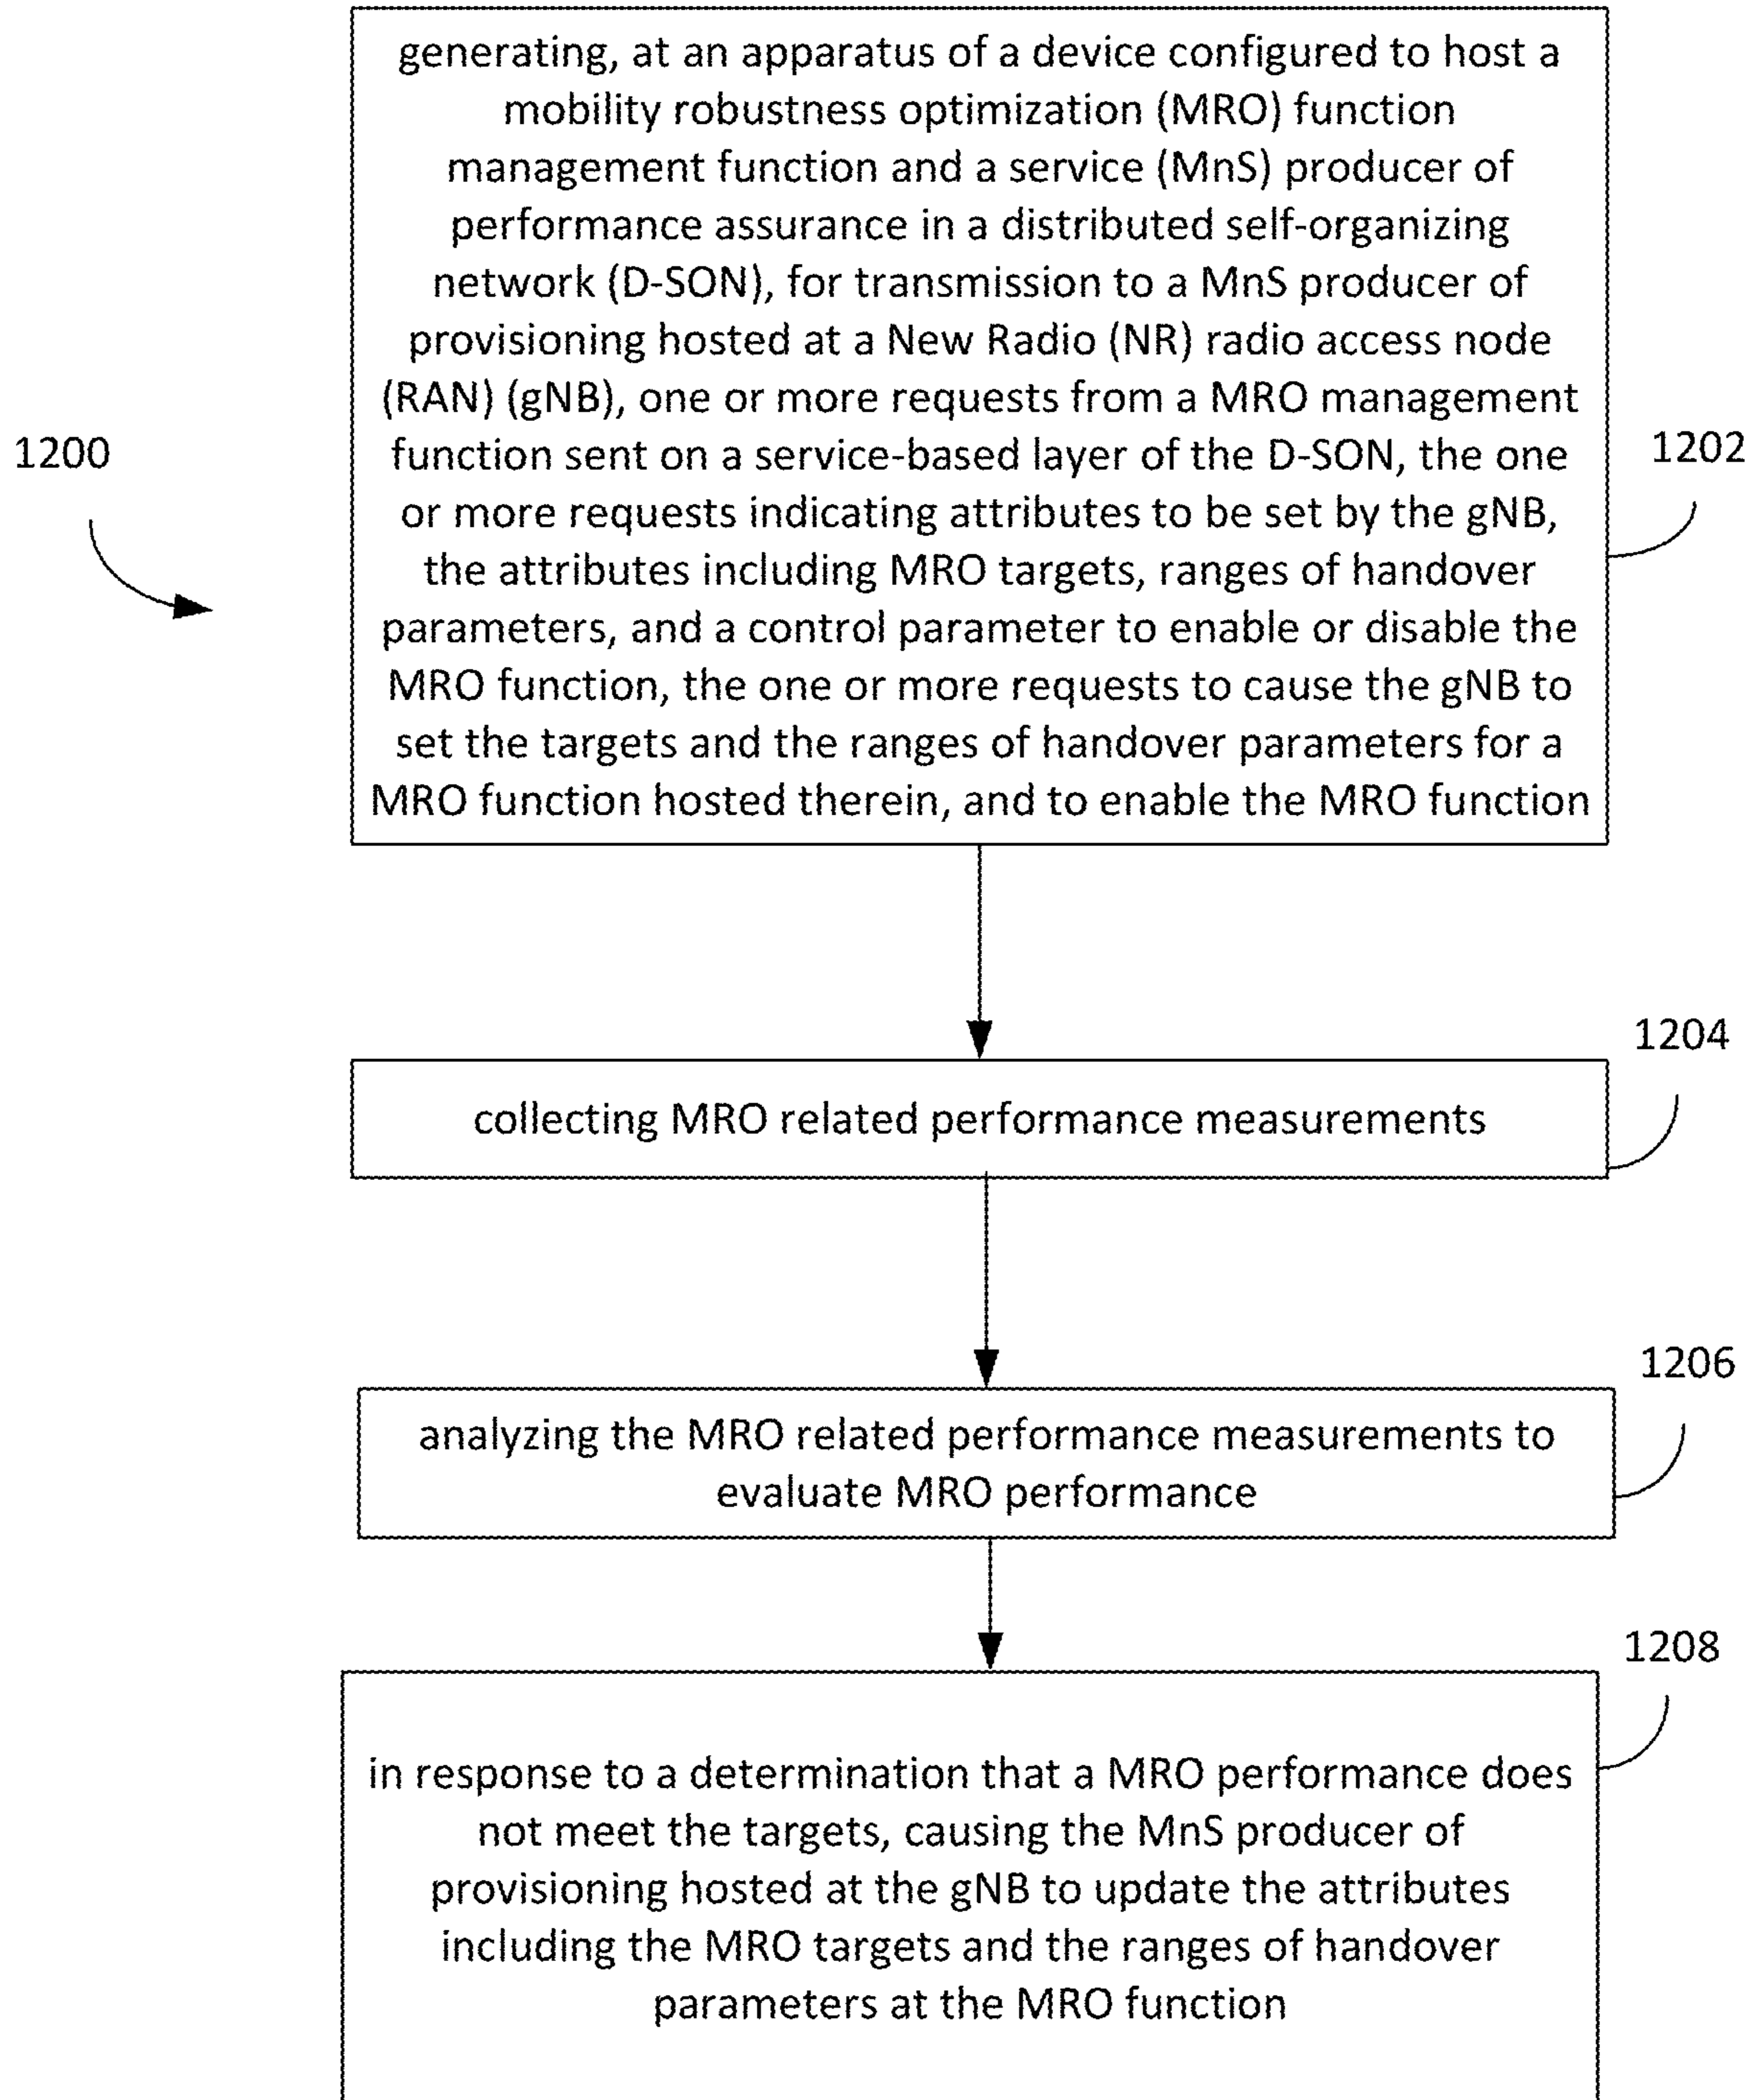 generating, at an apparatus of a device configured to host a
mobility robustness optimization (MRO) function
management function and a service (MnS) producer of
performance assurance in a distributed self-organizing
network (D-SON), for transmission to a MnS producer of
provisioning hosted at a New Radio (NR) radio access node
(RAN) (gNB), one or more requests from a MRO management
function sent on a service-based layer of the D-SON, the one
or more requests indicating attributes to be set by the gNB,
the attributes including MRO targets, ranges of handover
parameters, and a control parameter to enable or disable the
MRO function, the one or more requests to cause the gNB to
set the targets and the ranges of handover parameters for a
MRO function hosted therein, and to enable the MRO function
1200
1202
1204
collecting MRO related performance measurements
1206
analyzing the MRO related performance measurements to
evaluate MRO performance
1208
in response to a determination that a MRO performance does
not meet the targets, causing the MnS producer of
provisioning hosted at the gNB to update the attributes
including the MRO targets and the ranges of handover
parameters at the MRO function